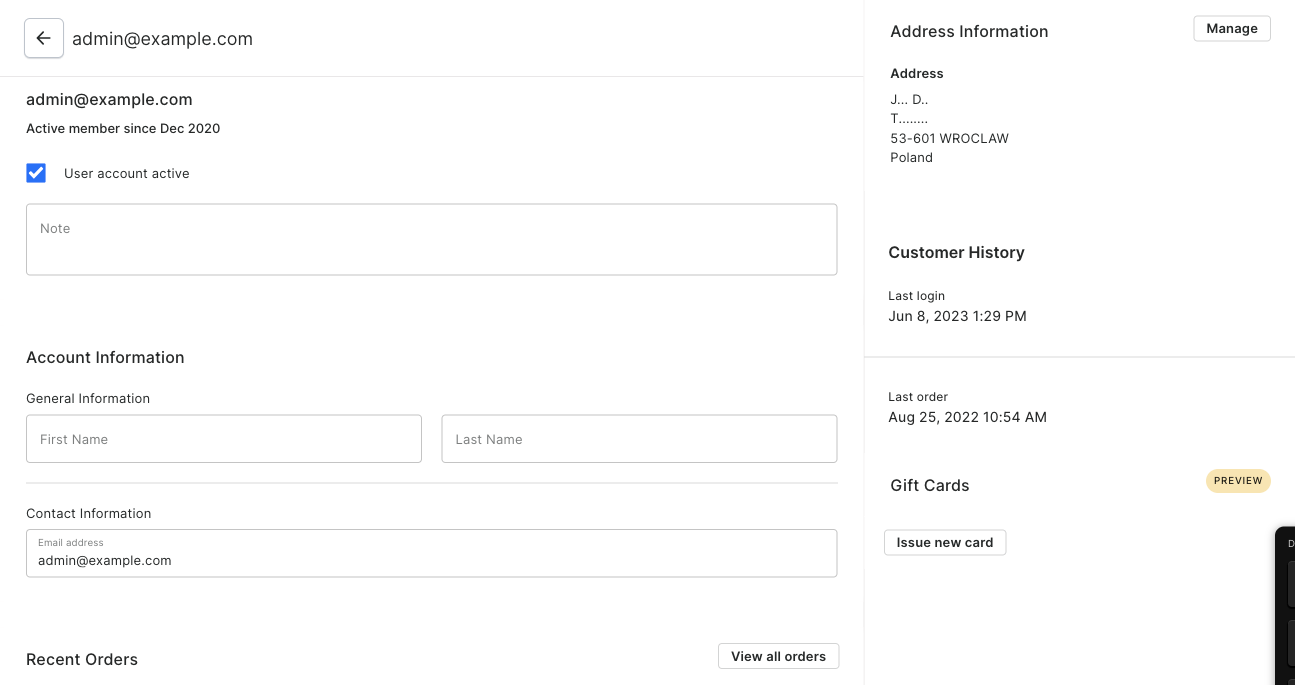 admin@example.com
admin@example.com
Active member since Dec 2020
User account active
Note
Account Information
General Information
First Name
Last Name
Contact Information
Email address
admin@example.com
Recent Orders
View all orders
Address Information
Manage
Address
J... D..
T........
53-601 WROCLAW
Poland
Customer History
Last login
Jun 8, 2023 1:29 PM
Last order
Aug 25, 2022 10:54 AM
Gift Cards
PREVIEW
Issue new card
D